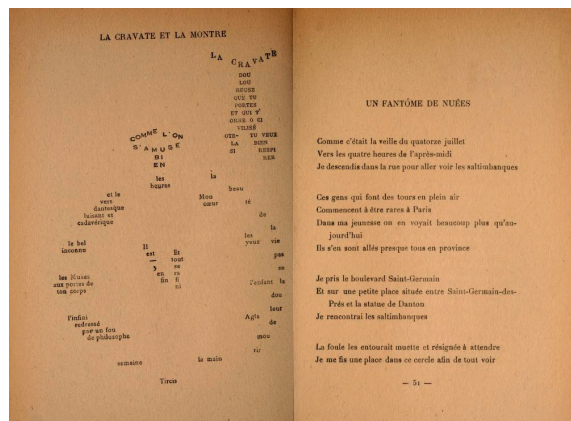 LA CRAVATE ET LA MONTRE
LA CRAVATE
DOU
LOU
REUSE
QUE TU
PORTES
ET QUI T'
ORNE O CI
VILISÉ
OTE- TU VEUX
LA BIEN
SI RESPI
RER
COMME L'ON
S'AMUSE
BI
EN
les
heures
la
beau
Mon
cœur
té
et le
vers
dantesque
luisant et
cadavérique
de
la
les
yeux
vie
le bel
inconnu
Il
est
—
,
en
fin
Et
tout
se
ra
fi
ni
pas
se
les Muses
aux portes de
ton corps
l'enfant la
dou
leur
l'infini
redressé
par un fou
de philosophe
Agla
de
mou
rir
semaine
la main
Tircis
UN FANTÔME DE NUÉES
Comme c'était la veille du quatorze juillet
Vers les quatre heures de l'après-midi
Je descendis dans la rue pour aller voir les saltimbanques
Ces gens qui font des tours en plein air
Commencent à être rares à Paris
Dans ma jeunesse on en voyait beaucoup plus qu'au-
jourd'hui
Ils s'en sont allés presque tous en province
Je pris le boulevard Saint-Germain
Et sur une petite place située entre Saint-Germain-des-
Prés et la statue de Danton
Je rencontrai les saltimbanques
La foule les entourait muette et résignée à attendre
Je me fis une place dans ce cercle afin de tout voir
— 51 —